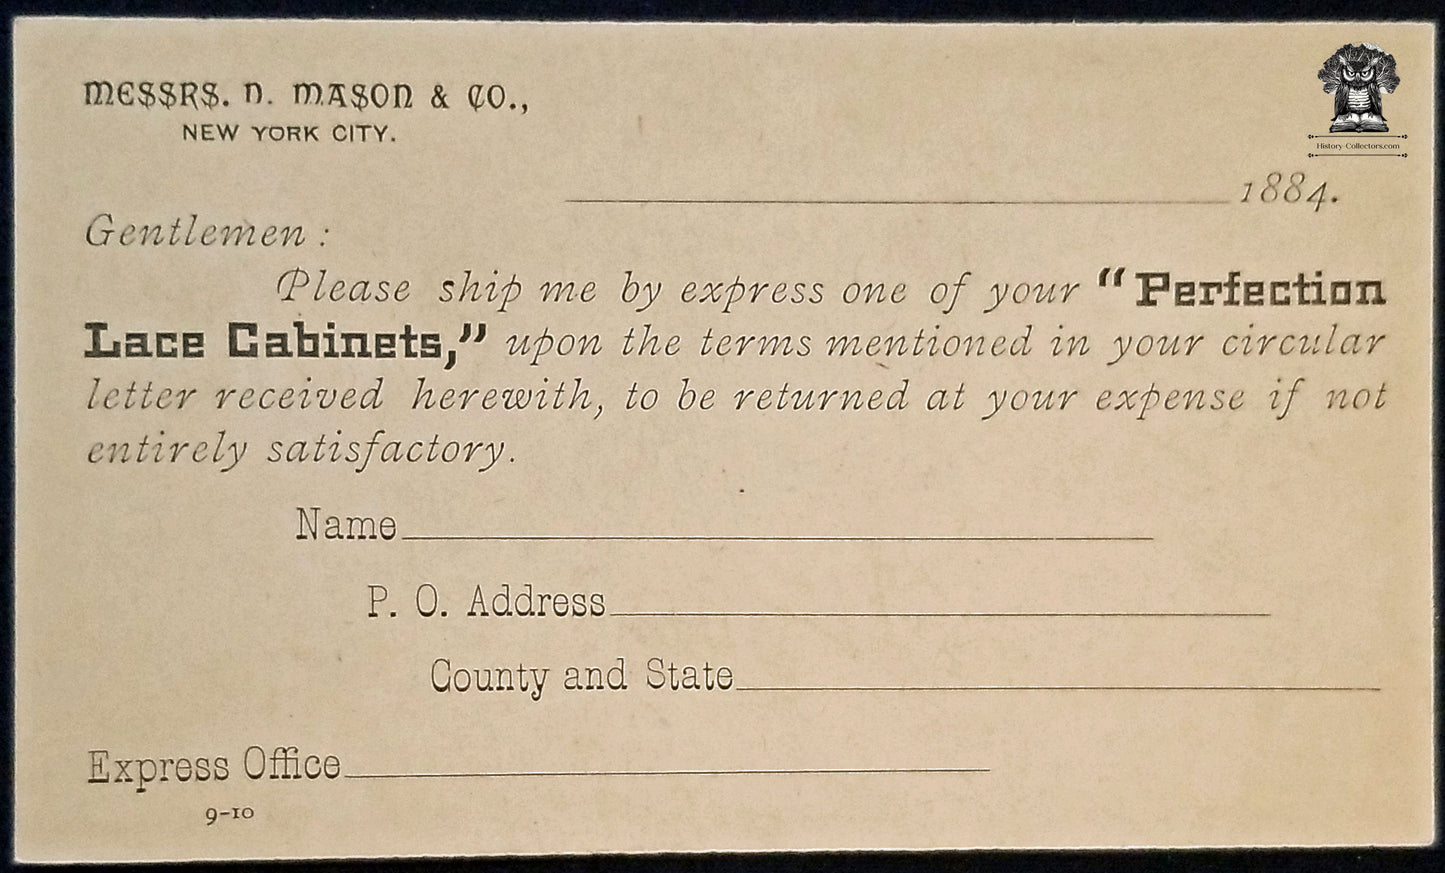 MESSRS. N. MASON & CO.,
NEW YORK CITY.
History-Collectors.com
1884.
Gentlemen :
Please ship me by express one of your "Perfection
Lace Cabinets," upon the terms mentioned in your circular
letter received herewith, to be returned at your expense if not
entirely satisfactory.
Name
P. O. Address
County and State
Express Office
9-10